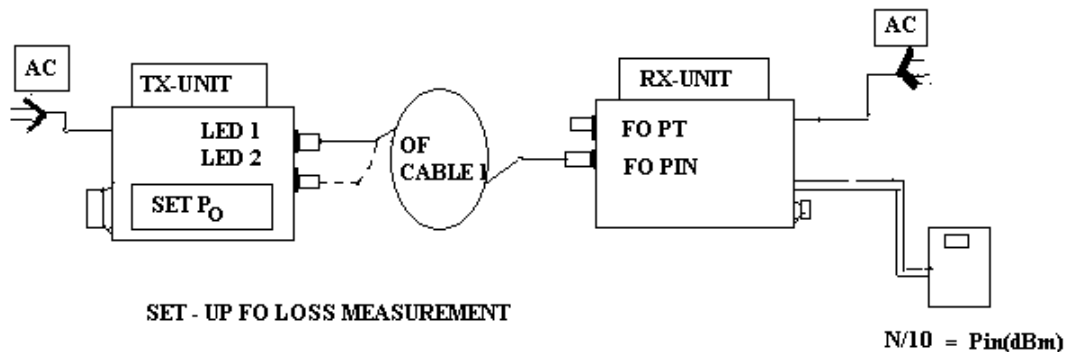 AC
TX-UNIT
LED 1
LED 2
SET PO
OF
CABLE 1
AC
RX-UNIT
FO PT
FO PIN
SET - UP FO LOSS MEASUREMENT
N/10 = Pin(dBm)